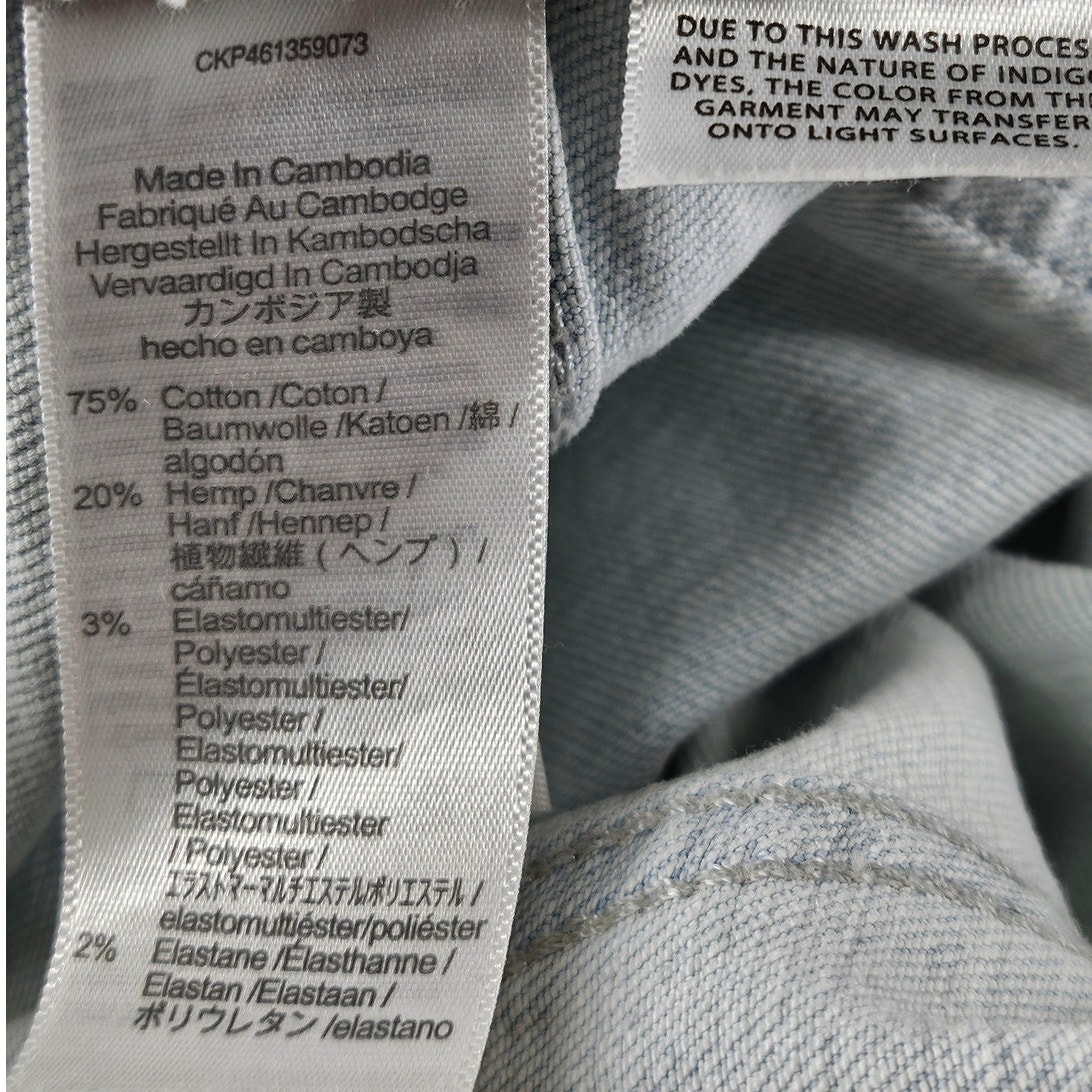 CKP461359073
Made In Cambodia
Fabriqué Au Cambodge
Hergestellt In Kambodscha
Vervaardigd In Cambodja
カンボジア製
hecho en camboya
75% Cotton /Coton /
Baumwolle /Katoen /綿 /
algodón
20% Hemp /Chanvre /
Hanf /Hennep /
植物繊維 ( ヘンプ ) /
cáñamo
3% Elastomultiester/
Polyester /
Élastomultiester/
Polyester /
Elastomultiester/
Polyester /
Elastomultiester
/ Polyester /
エラストマーマルチエステルポリエステル /
elastomultiéster/poliéster
2% Elastane /Élasthanne /
Elastan /Elastaan /
ポリウレタン /elastano
DUE TO THIS WASH PROCES
AND THE NATURE OF INDIGO
DYES, THE COLOR FROM THE
GARMENT MAY TRANSFER
ONTO LIGHT SURFACES.